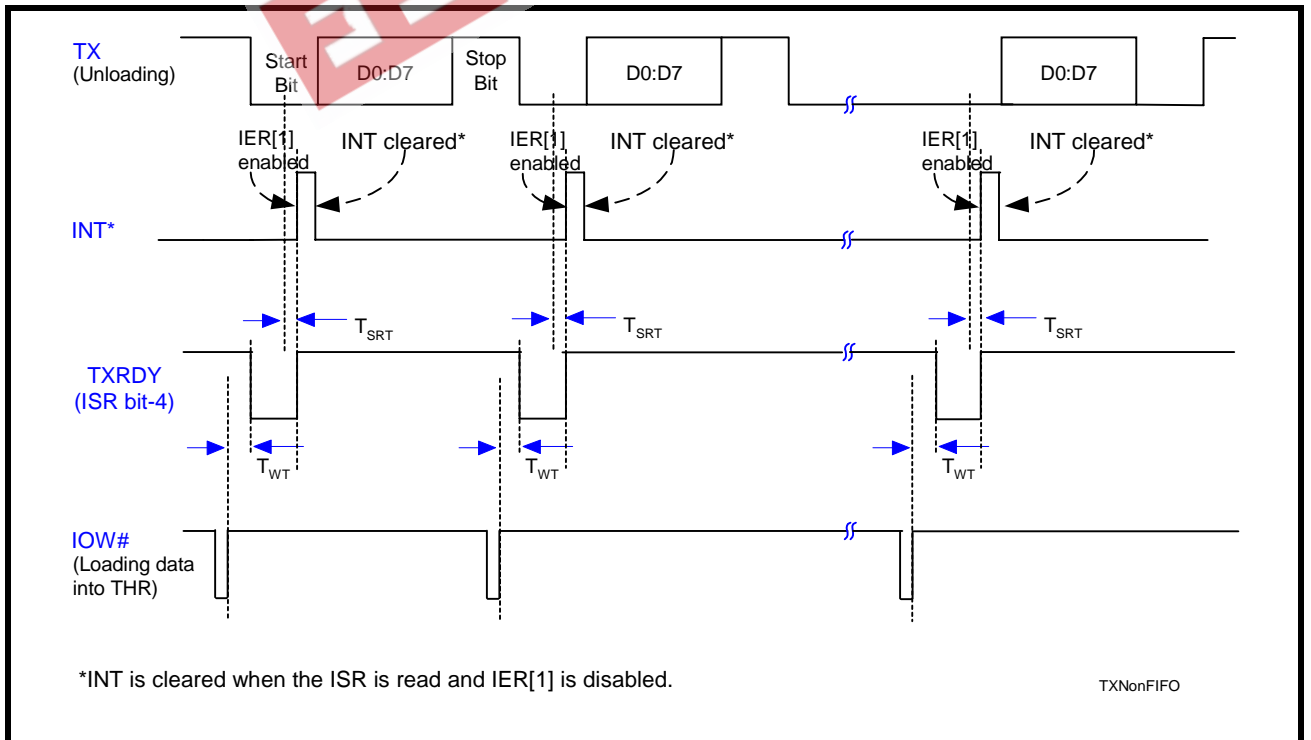 TX
(Unloading)
Start
Bit
D0:D7
Stop
Bit
D0:D7
D0:D7
IER[1]
enabled
INT cleared*
IER[1]
enabled
INT cleared*
IER[1]
enabled
INT cleared*
INT*
TSRT
TSRT
TSRT
TXRDY
(ISR bit-4)
TWT
TWT
TWT
IOW#
(Loading data
into THR)
*INT is cleared when the ISR is read and IER[1] is disabled.
TXNonFIFO